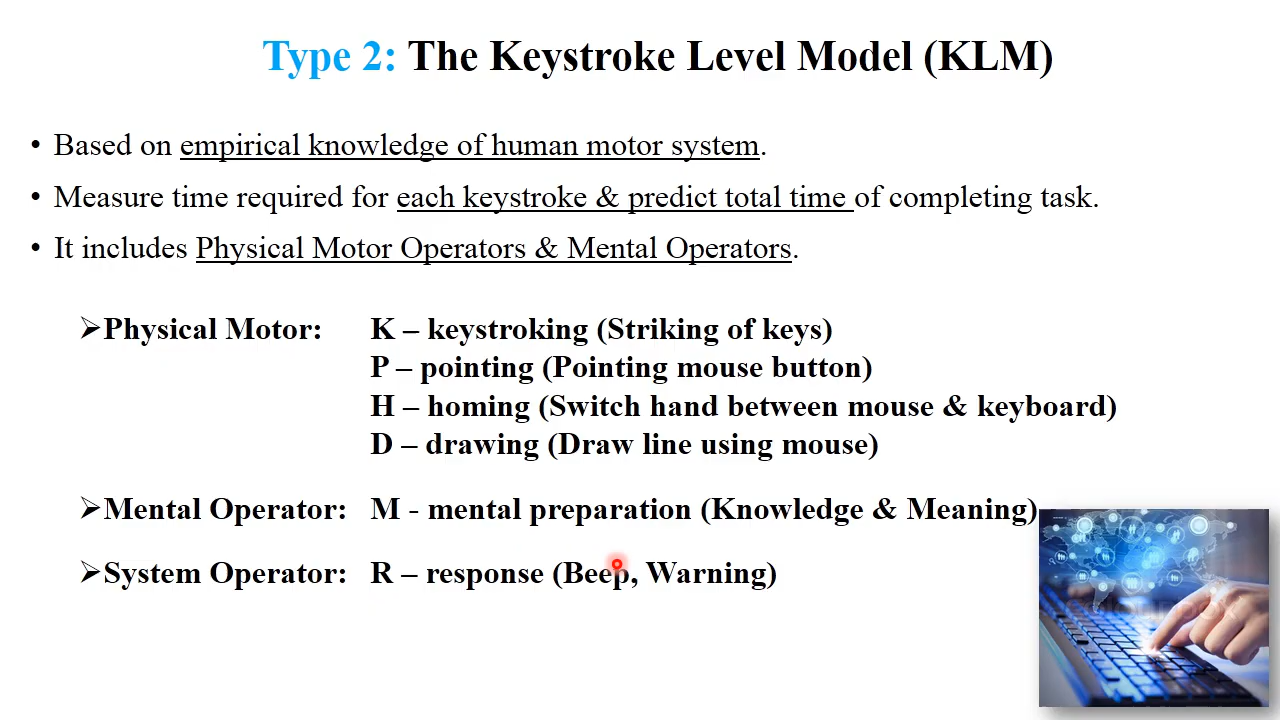 Type 2: The Keystroke Level Model (KLM)
• Based on empirical knowledge of human motor system.
• Measure time required for each keystroke & predict total time of completing task.
• It includes Physical Motor Operators & Mental Operators.
➢Physical Motor: K – keystroking (Striking of keys)
P – pointing (Pointing mouse button)
H – homing (Switch hand between mouse & keyboard)
D – drawing (Draw line using mouse)
➢Mental Operator: M - mental preparation (Knowledge & Meaning)
➢System Operator: R – response (Beep, Warning)